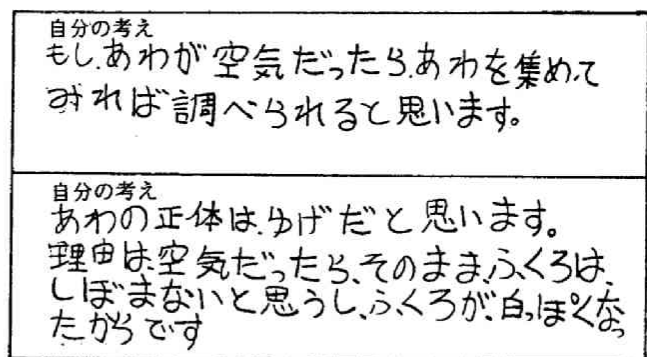 自分の考え
もし、あわが空気だったら、あわを集めて
みれば調べられると思います。
自分の考え
あわの正体は、ゆげだと思います。
理由は、空気だったら、そのまま、ふくろは、
しぼまないと思うし、ふくろが、白っぽくなっ
たからです